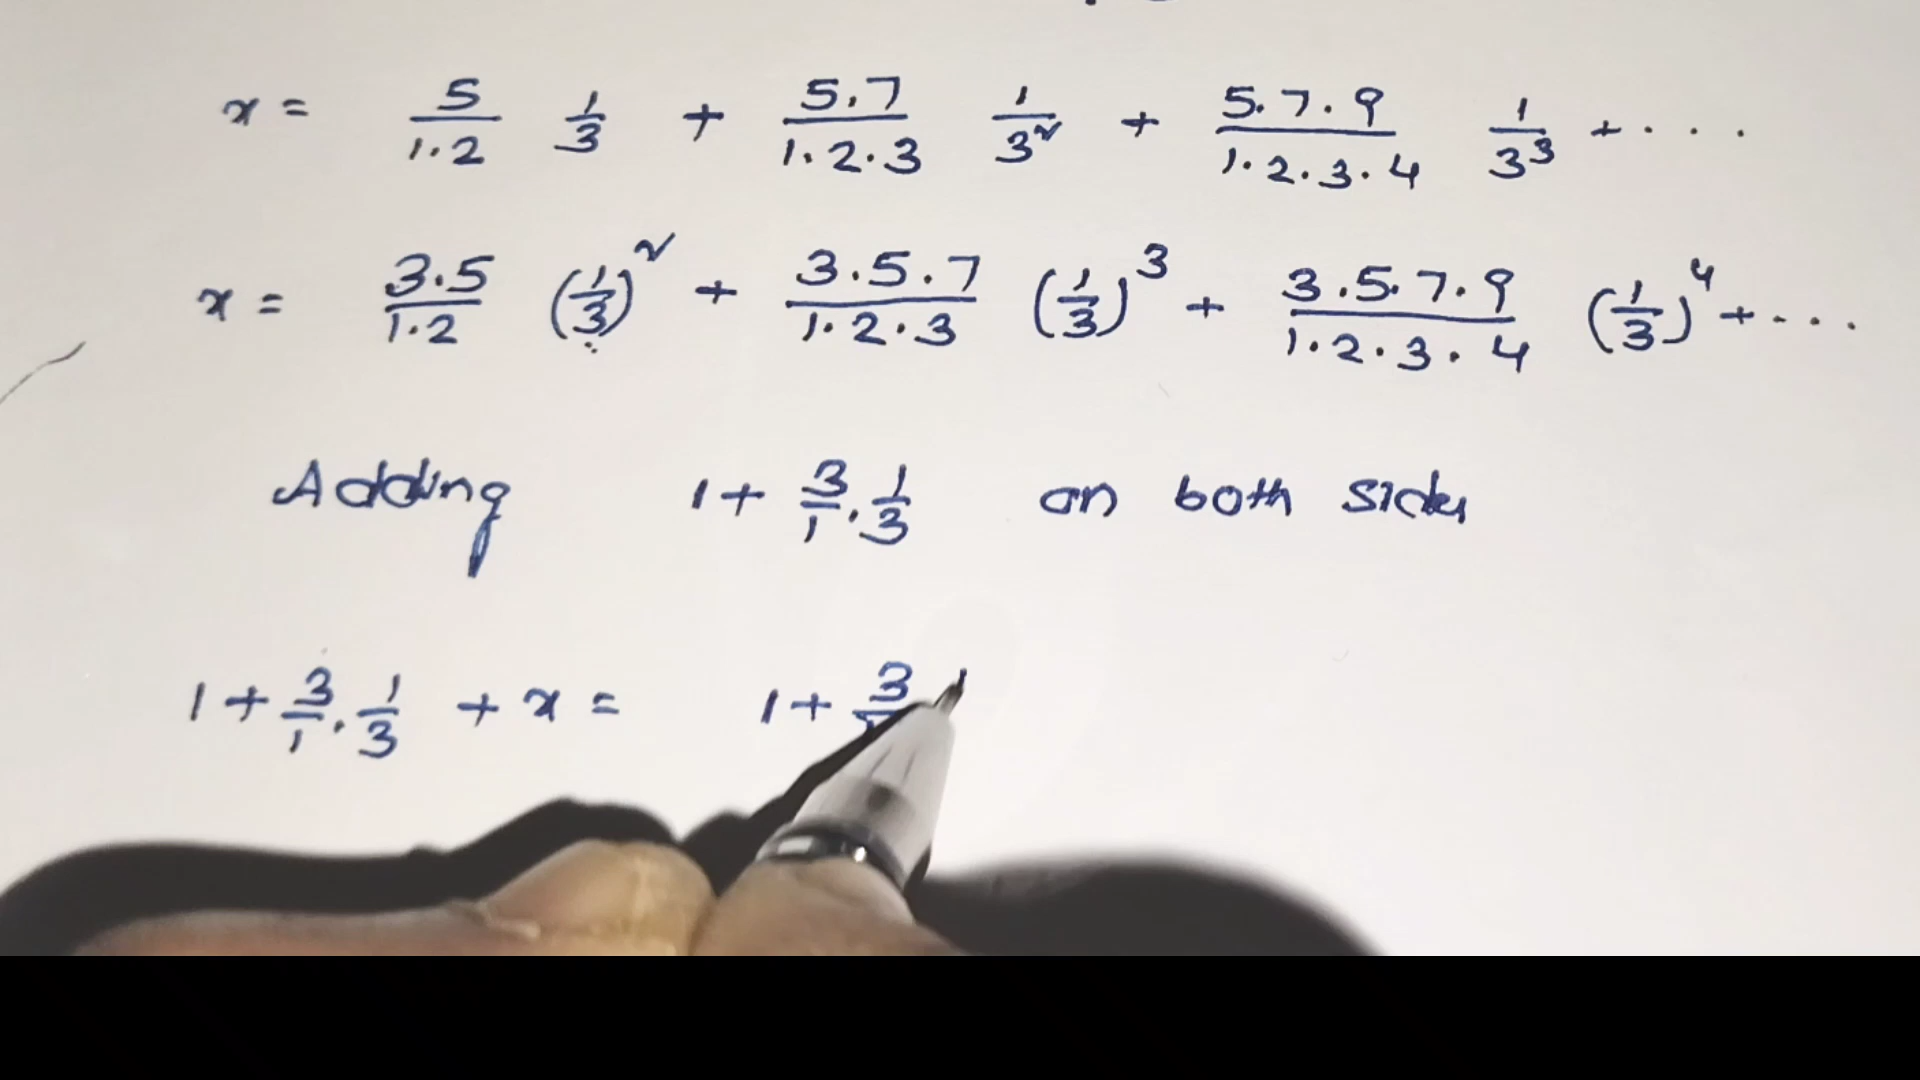 x = 5/1.2 1/3 + 5.7/1.2.3 1/3² + 5.7.9/1.2.3.4 1/3³ + ....
x = 3.5/1.2 (1/3)² + 3.5.7/1.2.3 (1/3)³ + 3.5.7.9/1.2.3.4 (1/3)⁴ + ....
Adding 1 + 3/1 . 1/3 on both sides
1 + 3/1 . 1/3 + x = 1 + 3/1 1